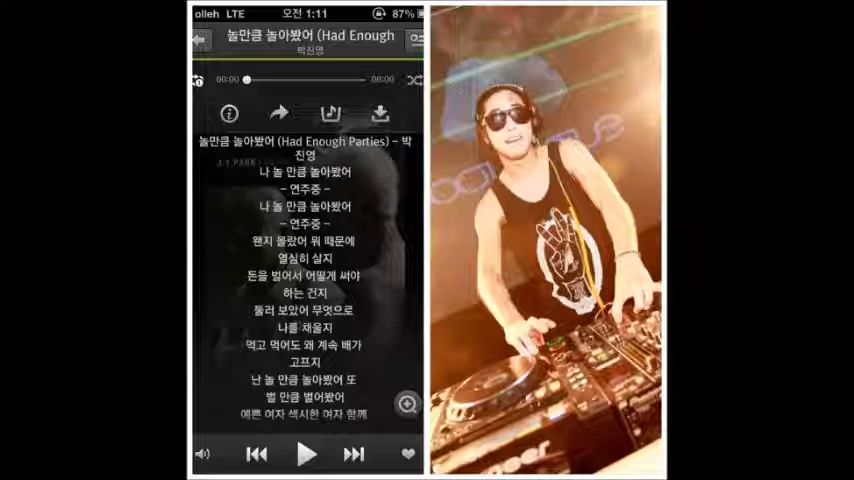 olleh LTE 오전 1:11 87%
놀만큼 놀아봤어 (Had Enough
박진영
00:00 00:00
놀만큼 놀아봤어 (Had Enough Parties) - 박
진영
나 놀 만큼 놀아봤어
- 연주중 -
나 놀 만큼 놀아봤어
- 연주중 -
왠지 몰랐어 뭐 때문에
열심히 살지
돈을 벌어서 어떻게 써야
하는 건지
둘러 보았어 무엇으로
나를 채울지
먹고 먹어도 왜 계속 배가
고프지
난 놀 만큼 놀아봤어 또
벌 만큼 벌어봤어
예쁜 여자 섹시한 여자 함께